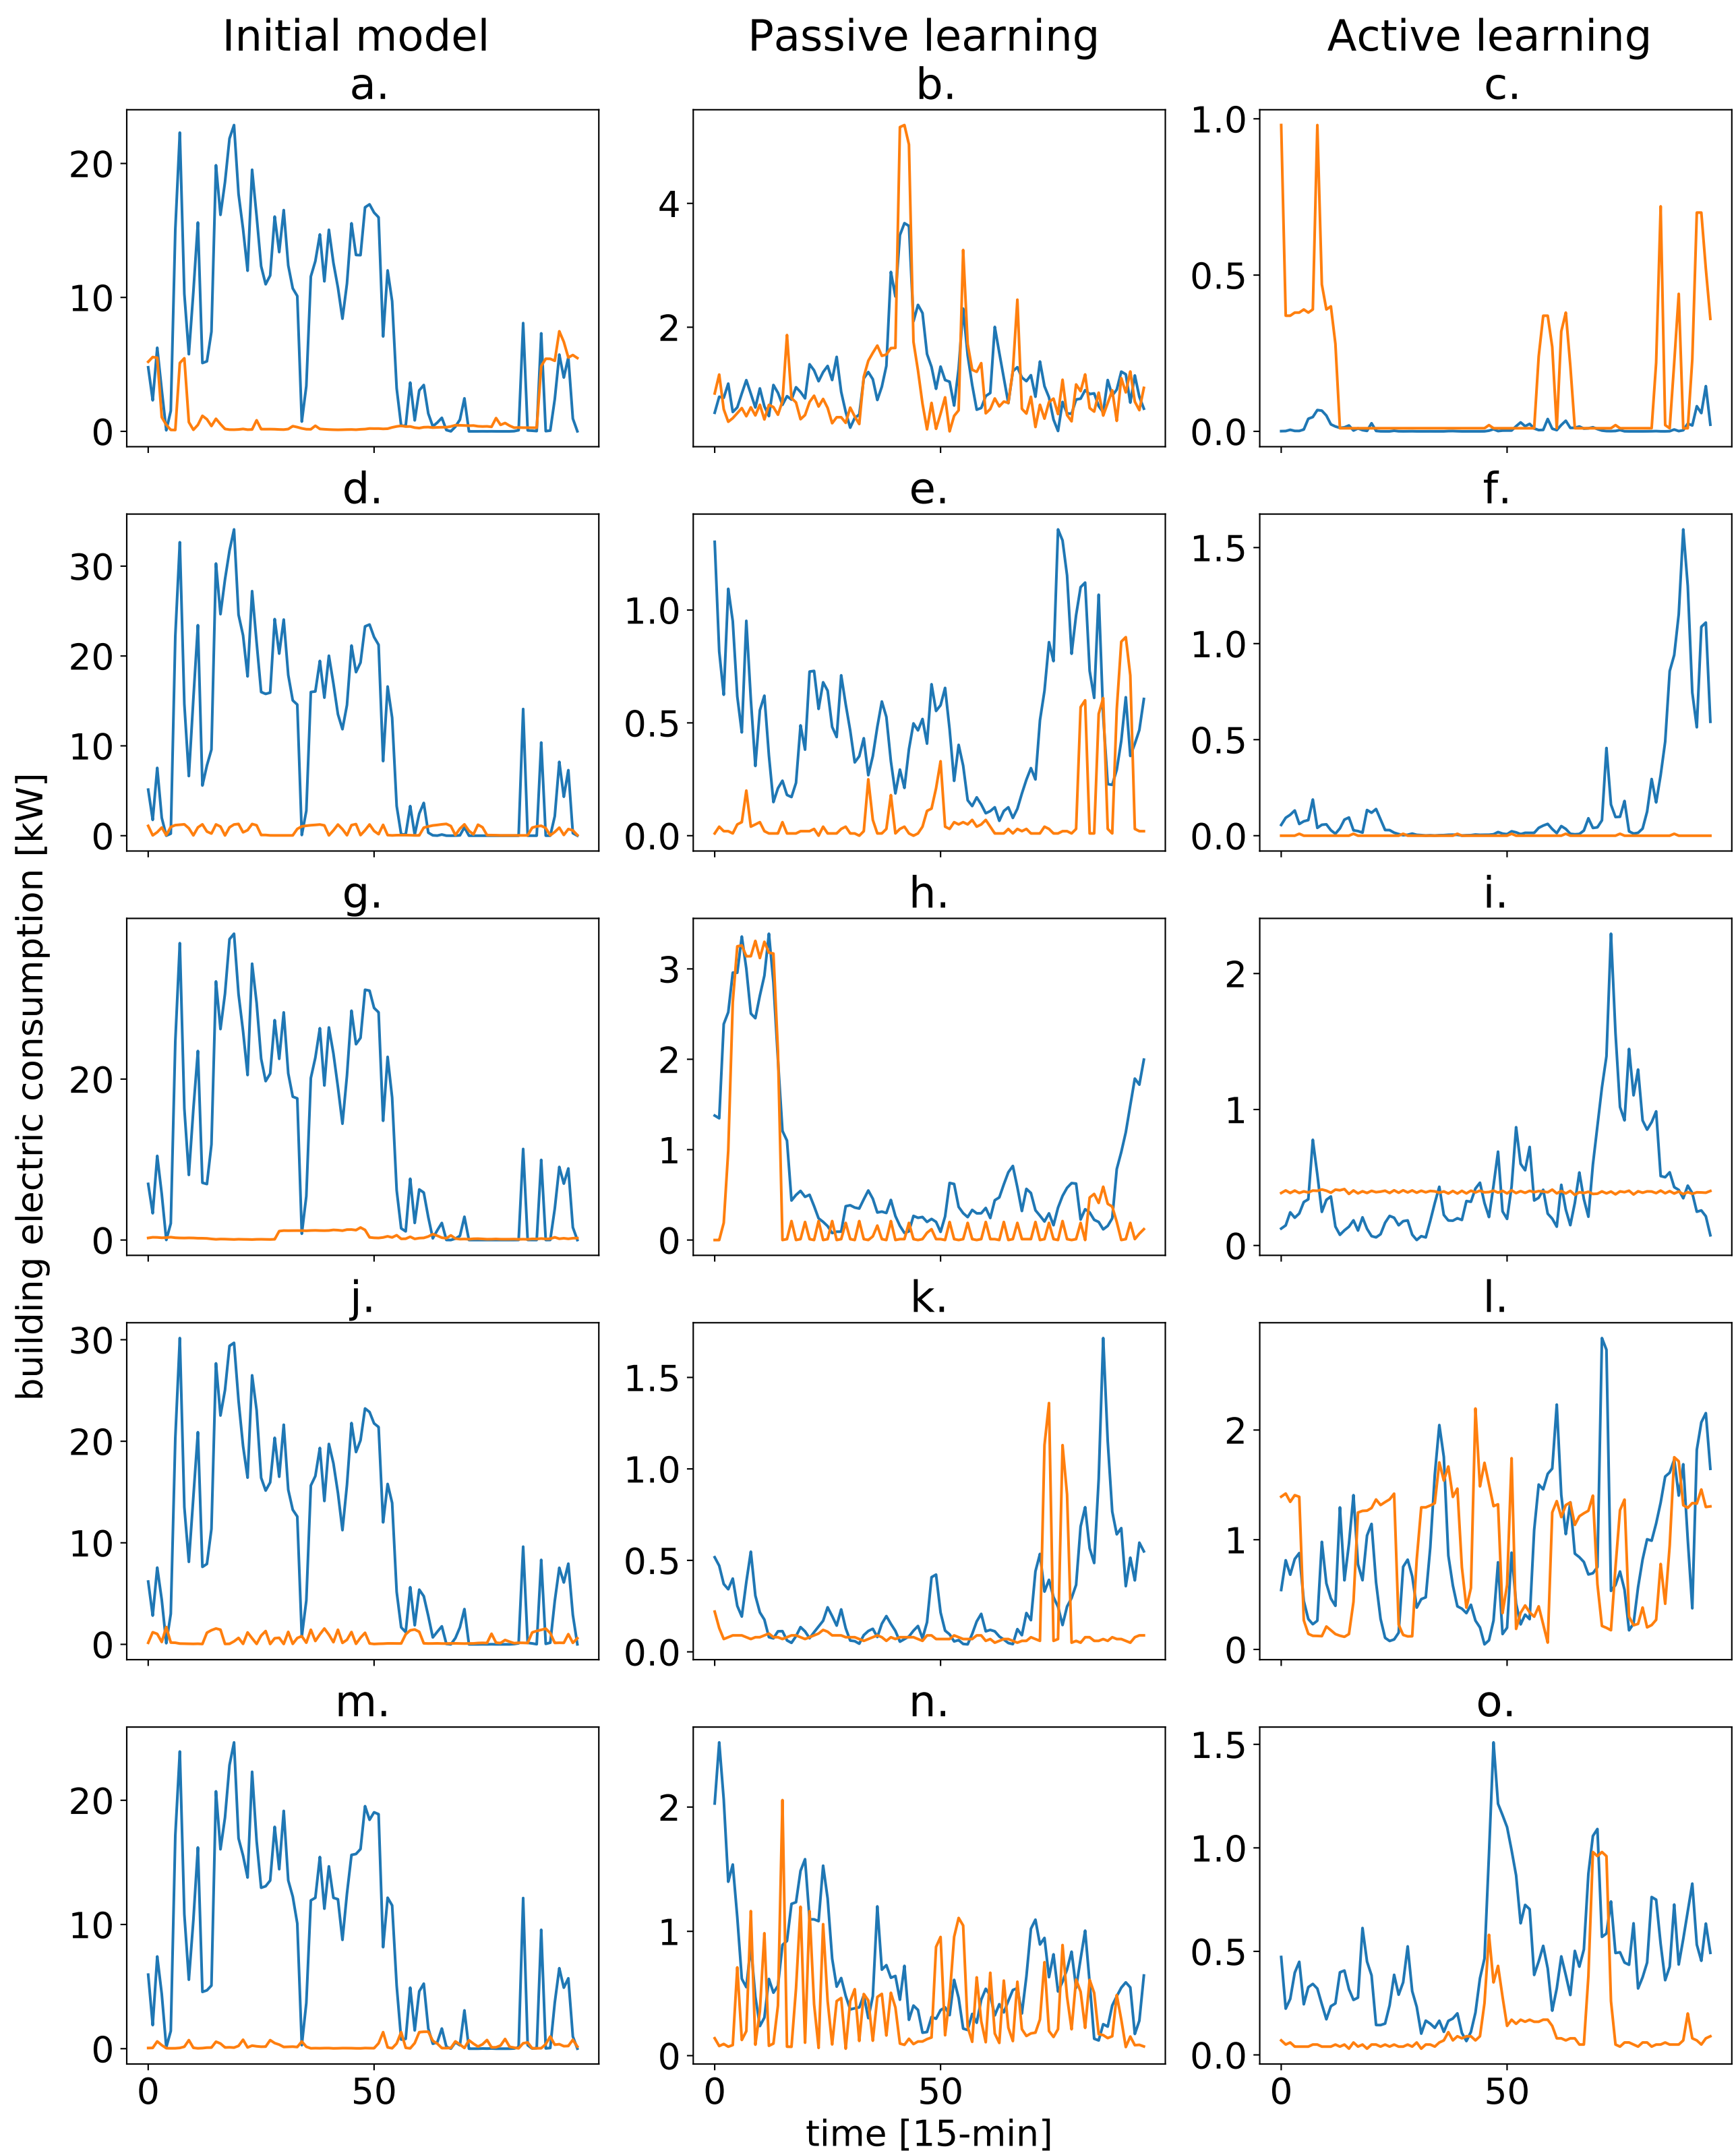 Initial model
Passive learning
Active learning
a.
b.
c.
20
10
0
4
2
1.0
0.5
0.0
d.
e.
f.
30
20
10
0
1.0
0.5
0.0
1.5
1.0
0.5
0.0
g.
h.
i.
20
0
3
2
1
0
2
1
0
j.
k.
l.
30
20
10
0
1.5
1.0
0.5
0.0
2
1
0
m.
n.
o.
20
10
0
2
1
0
1.5
1.0
0.5
0.0
0 50
0 50
0 50
building electric consumption [kW]
time [15-min]